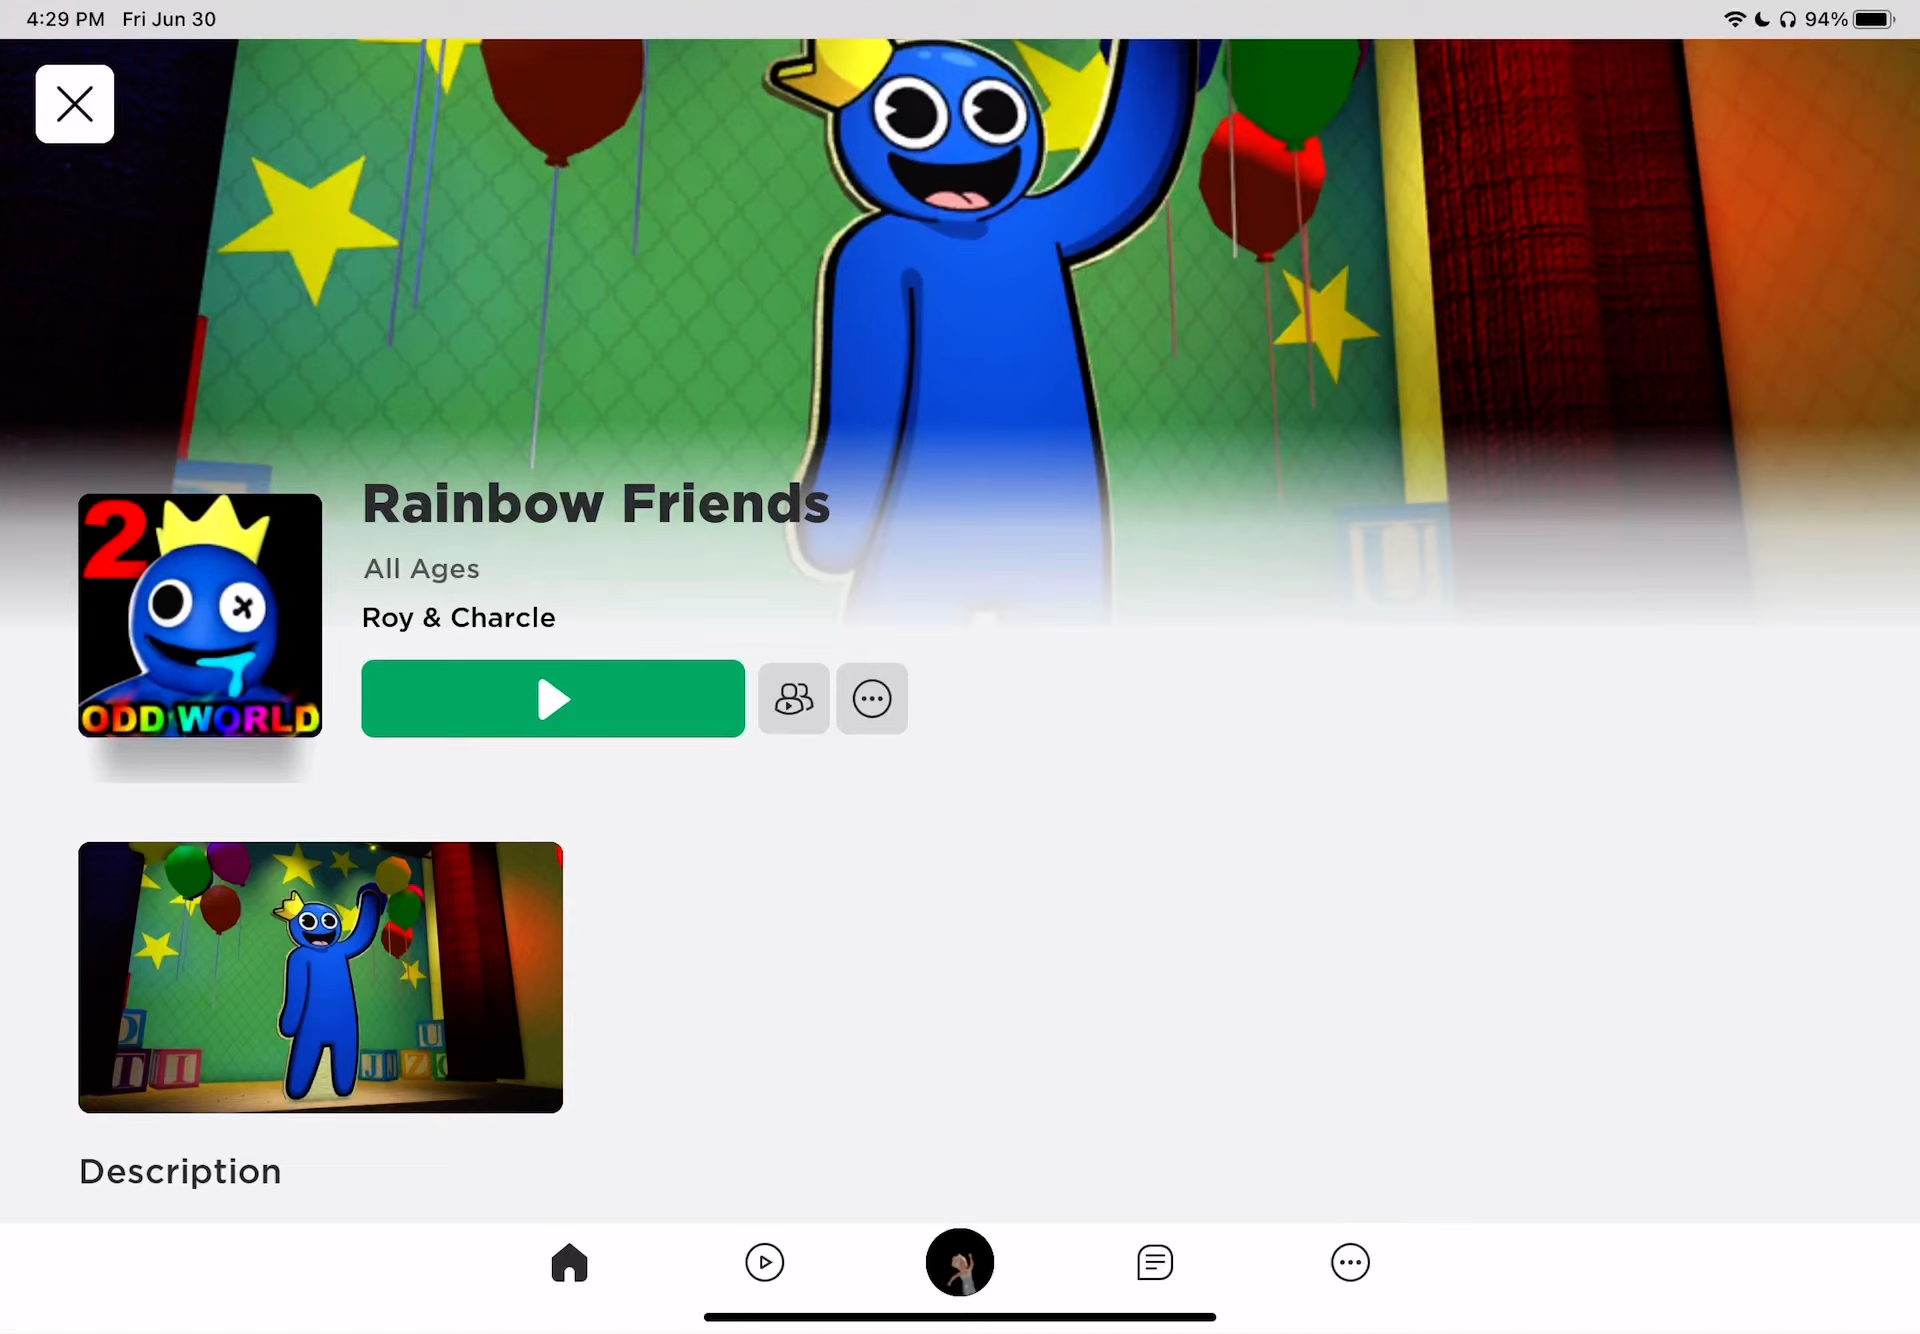 4:29 PM Fri Jun 30
94%
Rainbow Friends
All Ages
Roy & Charcle
2
ODD WORLD
U
D
T I
U
J Z
Description